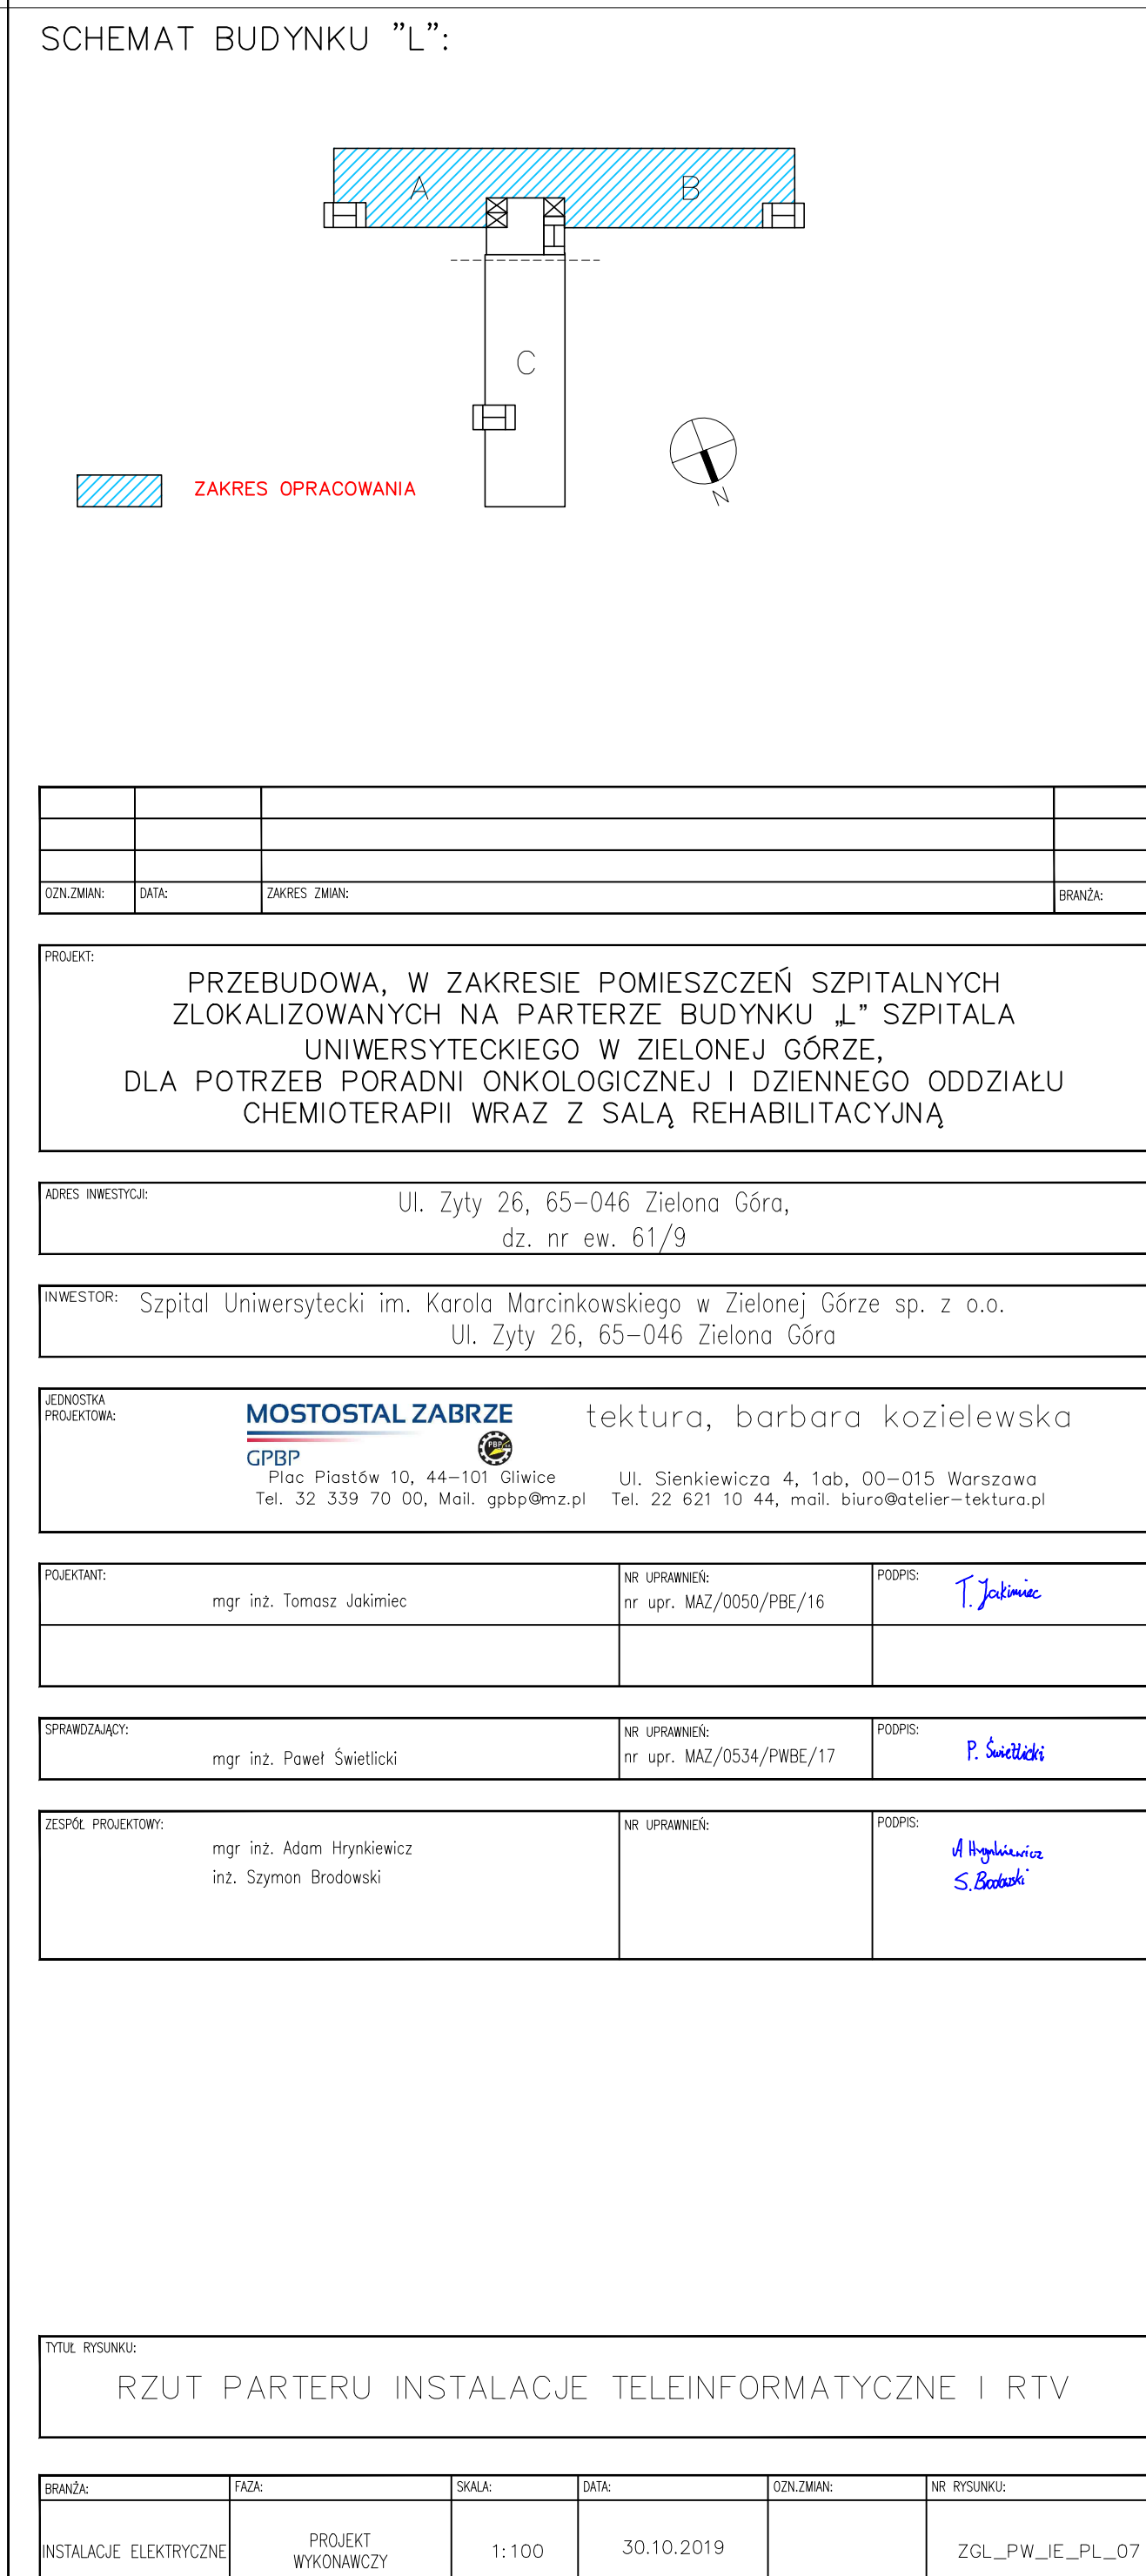 SCHEMAT BUDYNKU "L":
A
B
C
N
ZAKRES OPRACOWANIA
OZN.ZMIAN:
DATA:
ZAKRES ZMIAN:
BRANŻA:
PROJEKT:
PRZEBUDOWA, W ZAKRESIE POMIESZCZEŃ SZPITALNYCH
ZLOKALIZOWANYCH NA PARTERZE BUDYNKU „L" SZPITALA
UNIWERSYTECKIEGO W ZIELONEJ GÓRZE,
DLA POTRZEB PORADNI ONKOLOGICZNEJ I DZIENNEGO ODDZIAŁU
CHEMIOTERAPII WRAZ Z SALĄ REHABILITACYJNĄ
ADRES INWESTYCJI:
Ul. Zyty 26, 65-046 Zielona Góra,
dz. nr ew. 61/9
INWESTOR:
Szpital Uniwersytecki im. Karola Marcinkowskiego w Zielonej Górze sp. z o.o.
Ul. Zyty 26, 65-046 Zielona Góra
JEDNOSTKA
PROJEKTOWA:
MOSTOSTAL ZABRZE
GPBP
PBP
Plac Piastów 10, 44-101 Gliwice
Tel. 32 339 70 00, Mail. gpbp@mz.pl
tektura, barbara kozielewska
Ul. Sienkiewicza 4, 1ab, 00-015 Warszawa
Tel. 22 621 10 44, mail. biuro@atelier-tektura.pl
POJEKTANT:
mgr inż. Tomasz Jakimiec
NR UPRAWNIEŃ:
nr upr. MAZ/0050/PBE/16
PODPIS:
T. Jakimiec
SPRAWDZAJĄCY:
mgr inż. Paweł Świetlicki
NR UPRAWNIEŃ:
nr upr. MAZ/0534/PWBE/17
PODPIS:
P. Świetlicki
ZESPÓŁ PROJEKTOWY:
mgr inż. Adam Hrynkiewicz
inż. Szymon Brodowski
NR UPRAWNIEŃ:
PODPIS:
A Hrynkiewicz
S. Brodowski
TYTUŁ RYSUNKU:
RZUT PARTERU INSTALACJE TELEINFORMATYCZNE I RTV
BRANŻA:
INSTALACJE ELEKTRYCZNE
FAZA:
PROJEKT
WYKONAWCZY
SKALA:
1:100
DATA:
30.10.2019
OZN.ZMIAN:
NR RYSUNKU:
ZGL_PW_IE_PL_07